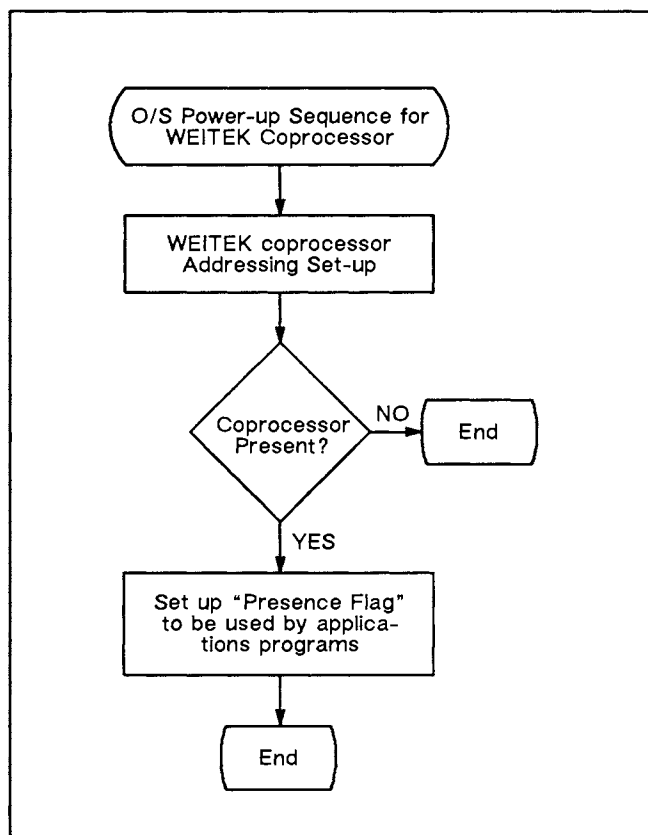 O/S Power-up Sequence for
WEITEK Coprocessor
WEITEK coprocessor
Addressing Set-up
Coprocessor
Present?
NO
End
YES
Set up “Presence Flag”
to be used by applica-
tions programs
End